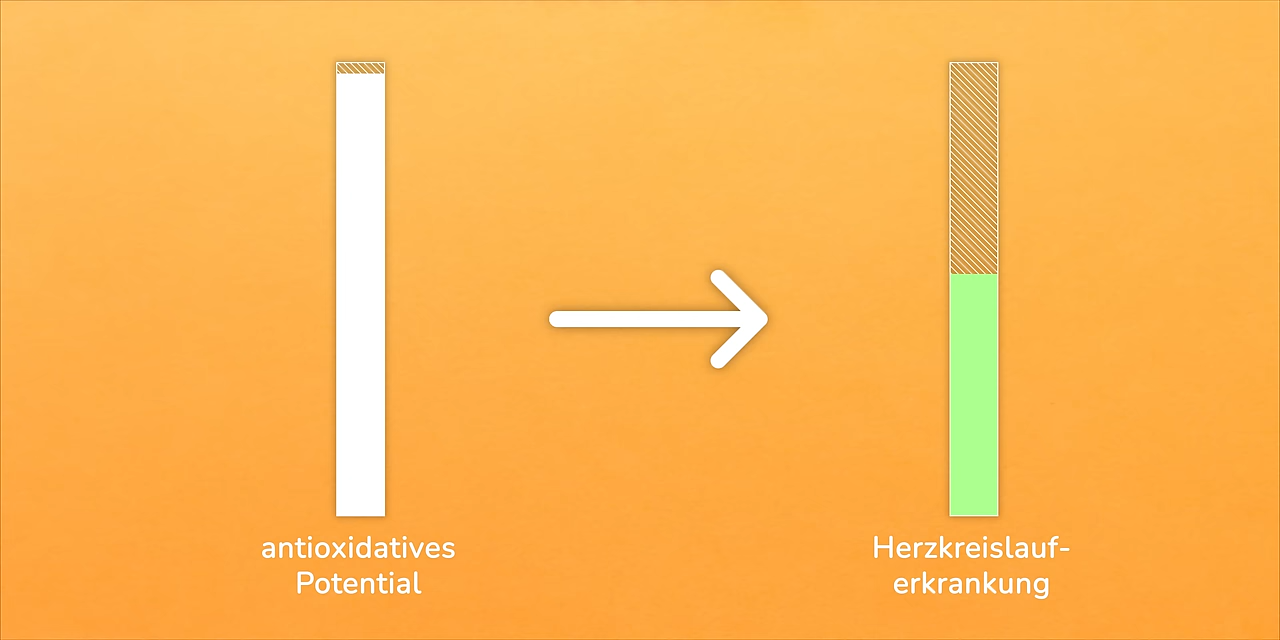 antioxidatives
Potential
Herzkreislauf-
erkrankung